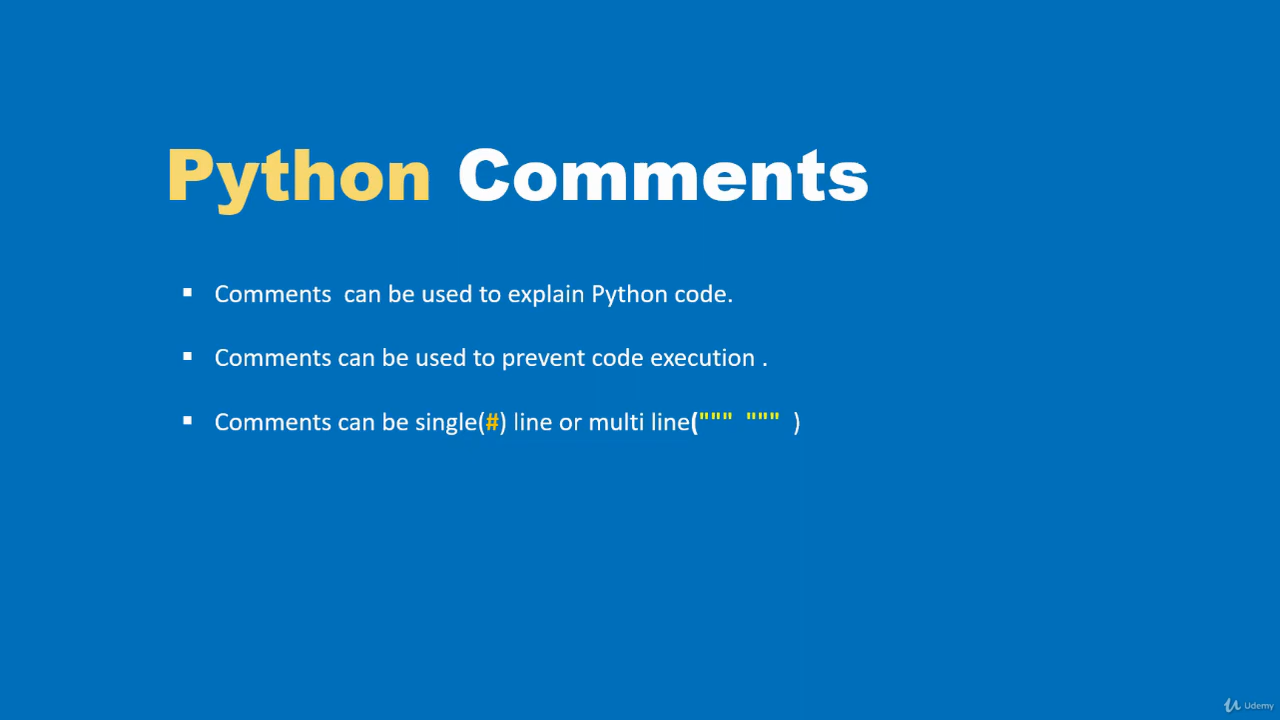 Python Comments
▪ Comments can be used to explain Python code.
▪ Comments can be used to prevent code execution .
▪ Comments can be single(#) line or multi line(""" """ )
Udemy